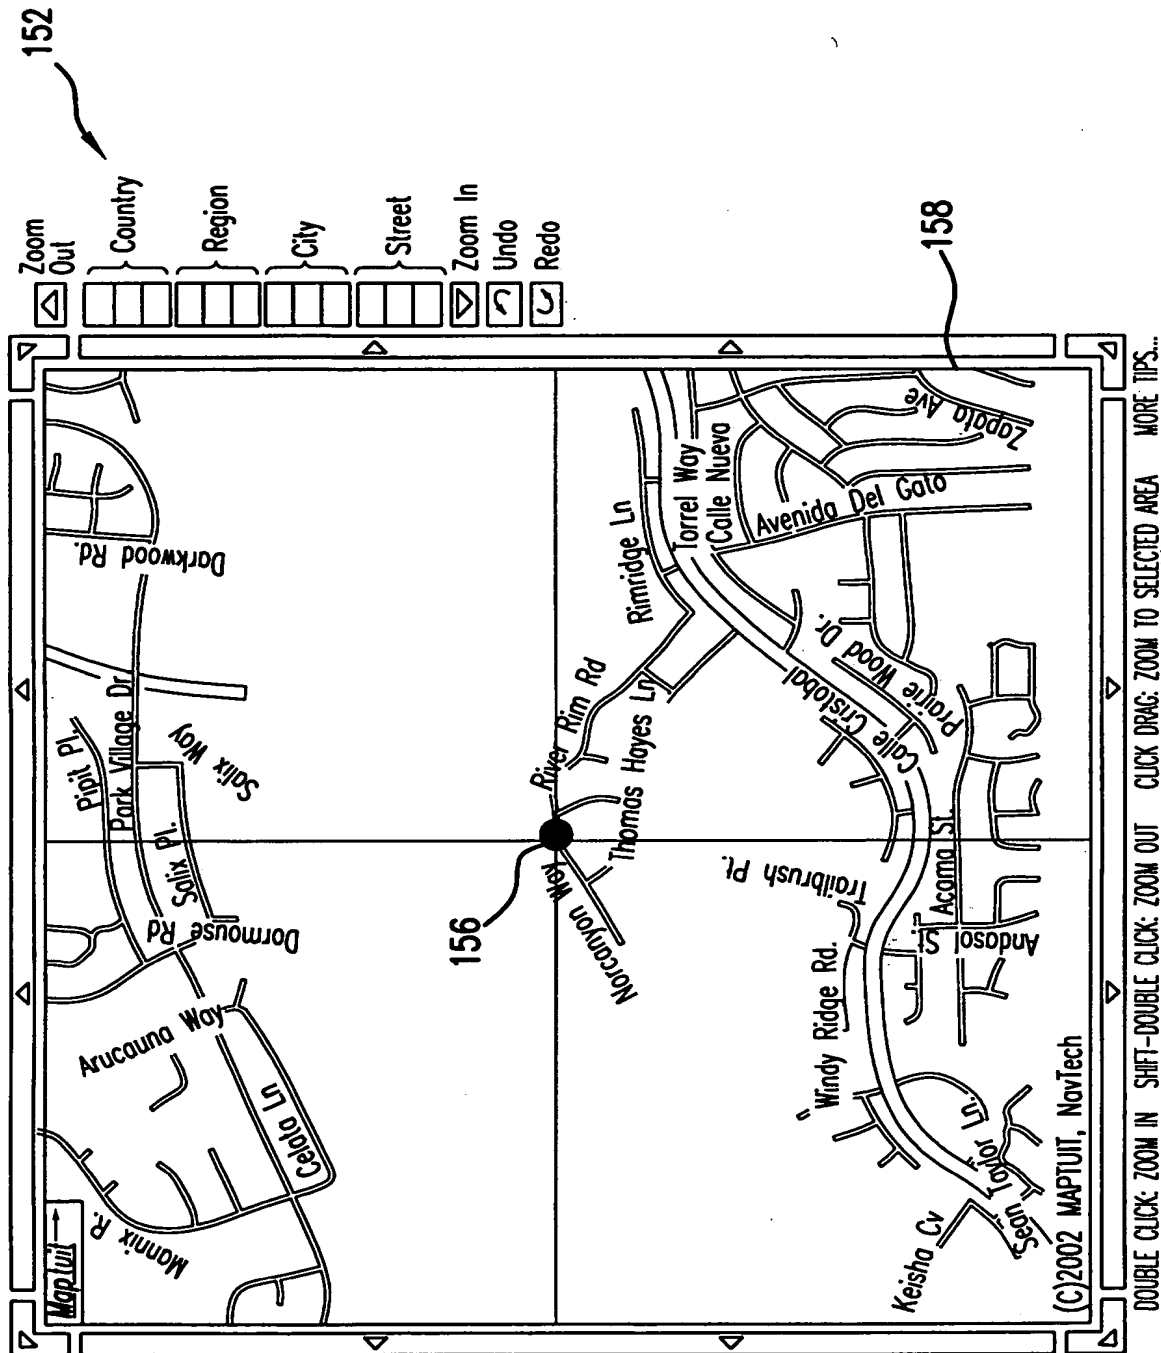 152
Zoom
Out
Country
Region
City
Street
Zoom In
Undo
Redo
158
156
Maptuit
Mannix R.
Celata Ln
Arucauna Way
Dormouse Rd
Salix Pl.
Salix Way
Pipit Pl.
Park Village Dr
Darkwood Rd.
Norcanyon Way
River Rim Rd
Thomas Hayes Ln
Rimridge Ln
Torrel Way
Calle Nueva
Avenida Del Gato
Zapata Ave
Prairie Wood Dr.
Calle Cristobal
Trailbrush Pt.
Acama St.
Andasol St.
Windy Ridge Rd.
Sean Taylor Ln.
Keisha Cv
(C)2002 MAPTUIT, NavTech
DOUBLE CLICK: ZOOM IN SHIFT-DOUBLE CLICK: ZOOM OUT CLICK DRAG: ZOOM TO SELECTED AREA MORE TIPS...